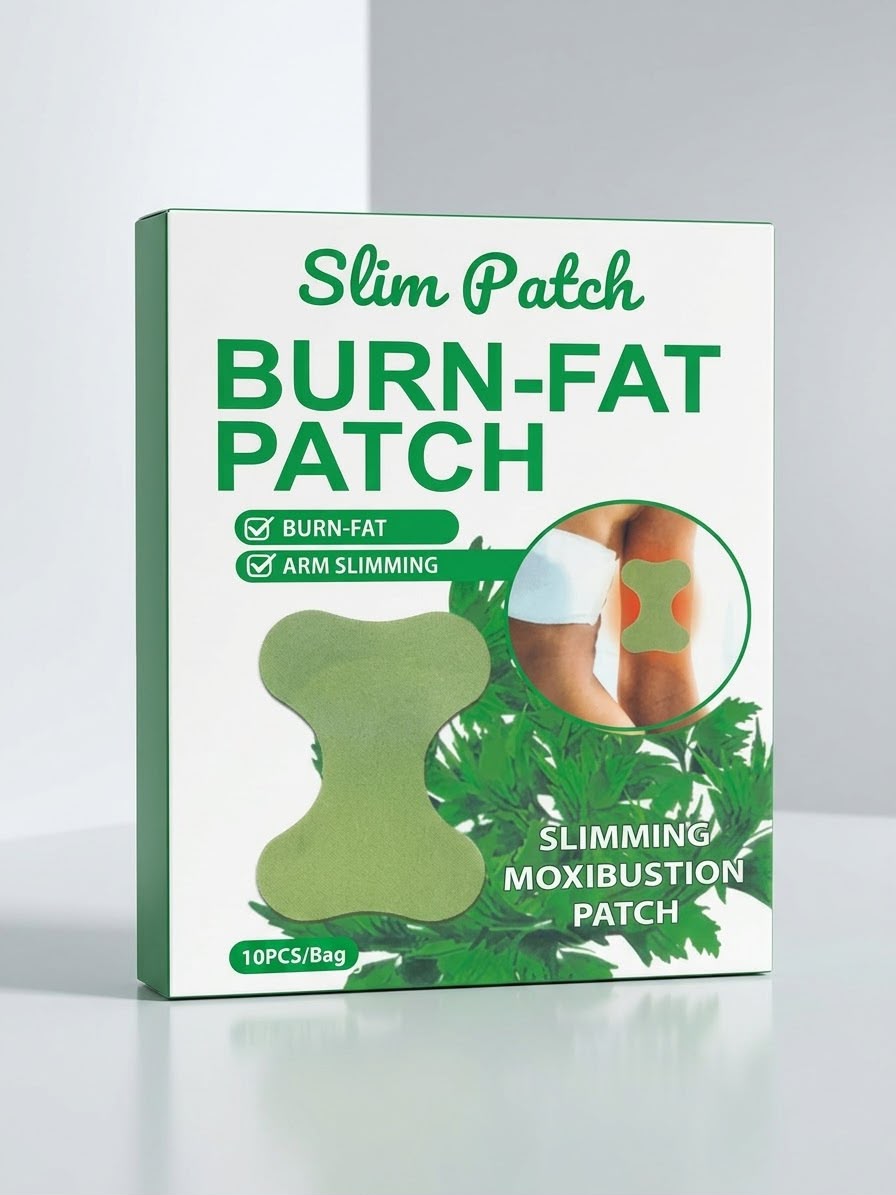 Slim Patch
BURN-FAT
PATCH
BURN-FAT
ARM SLIMMING
SLIMMING
MOXIBUSTION
PATCH
10PCS/Bag